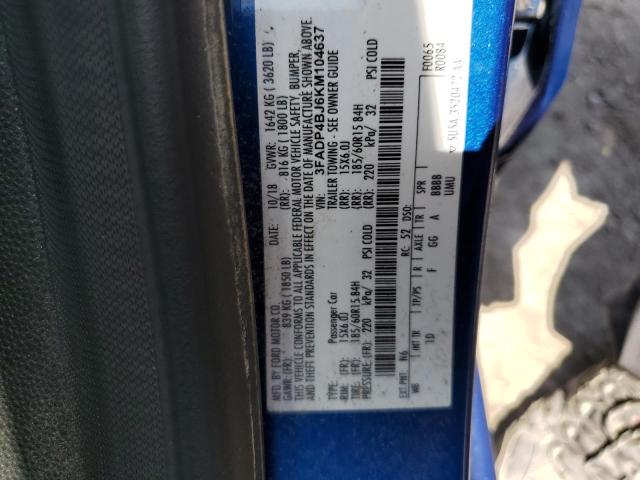 MFD. BY FORD MOTOR CO. 10/18 GVWR: 1642 KG ( 3620 LB)
GAWR: (FR): 839 KG ( 1850 LB) (RR): 816 KG ( 1800 LB)
THIS VEHICLE CONFORMS TO ALL APPLICABLE FEDERAL MOTOR VEHICLE SAFETY, BUMPER,
AND THEFT PREVENTION STANDARDS IN EFFECT ON THE DATE OF MANUFACTURE SHOWN ABOVE.
VIN: 3FADP4BJ6KM104637
TYPE: Passenger Car TRAILER TOWING - SEE OWNER GUIDE
RIM: (FR): 15X6.0J (RR): 15X6.0J
TIRE: (FR): 185/60R15 84H (RR): 185/60R15 84H
PRESSURE: (FR): 220 kPa/ 32 PSI COLD (RR): 220 kPa/ 32 PSI COLD
EXT PNT: N6 RC: 52 DSO: F0065
R0084
WB INT TR TP/PS R AXLE TR SPR
1D F GG A BBBB
UMU